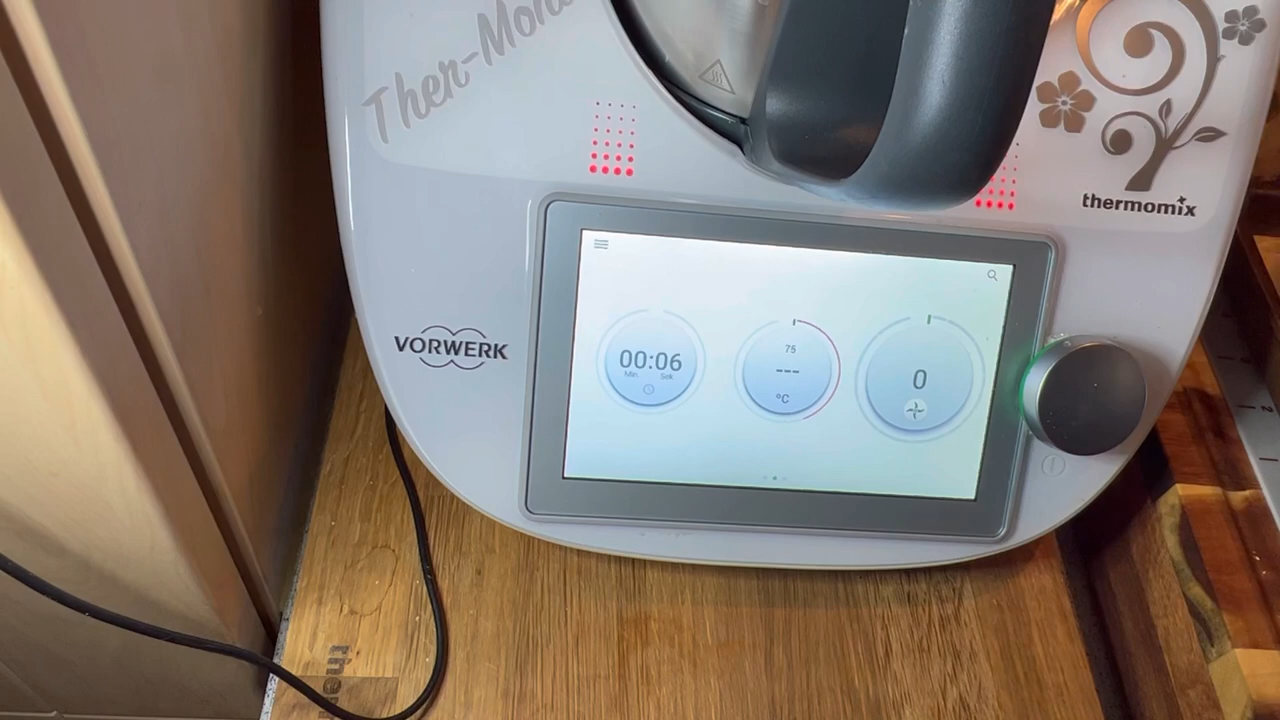 Ther-Mo
thermomix
VORWERK
00:06
Min. Sek
75
---
°C
0